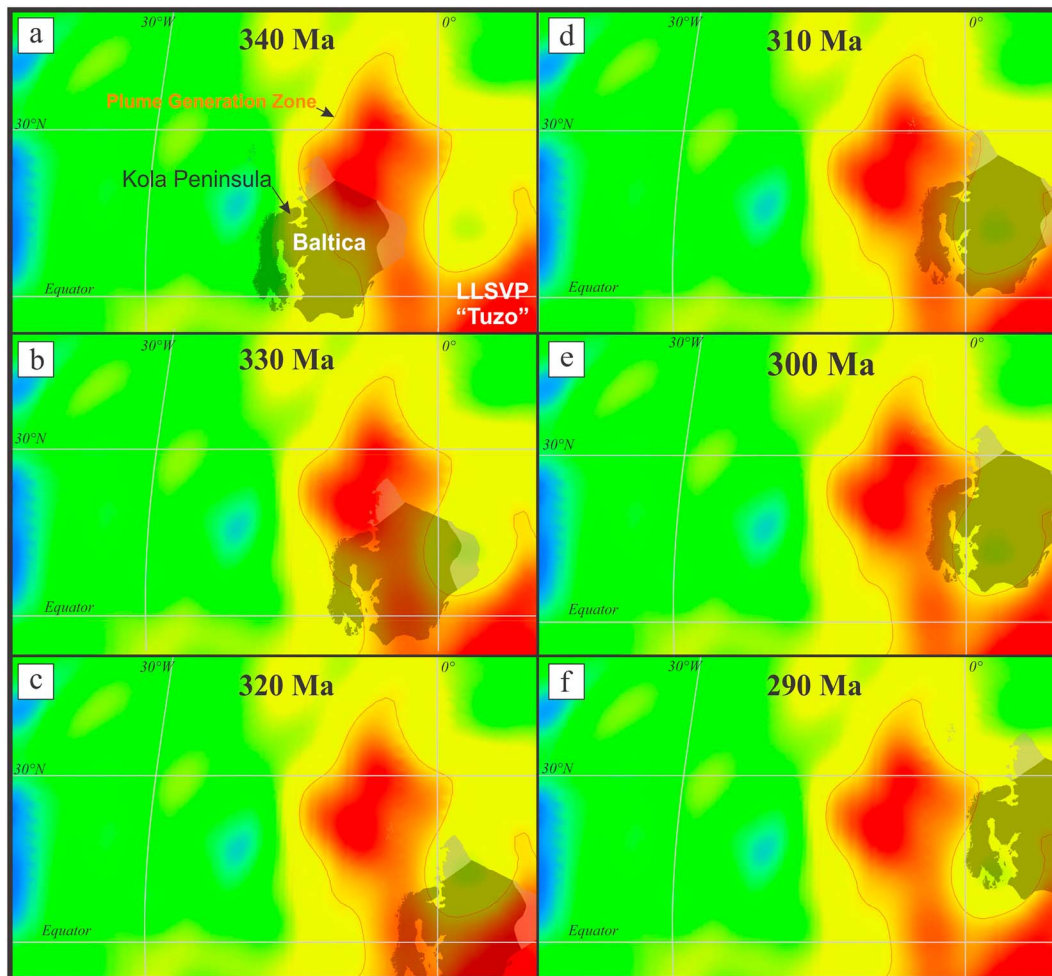 a
30°W
340 Ma
0°
Plume Generation Zone
30°N
Kola Peninsula
Baltica
Equator
LLSVP
“Tuzo”
b
30°W
330 Ma
0°
30°N
Equator
c
30°W
320 Ma
0°
30°N
Equator
d
30°W
310 Ma
0°
30°N
Equator
e
30°W
300 Ma
0°
30°N
Equator
f
30°W
290 Ma
0°
30°N
Equator